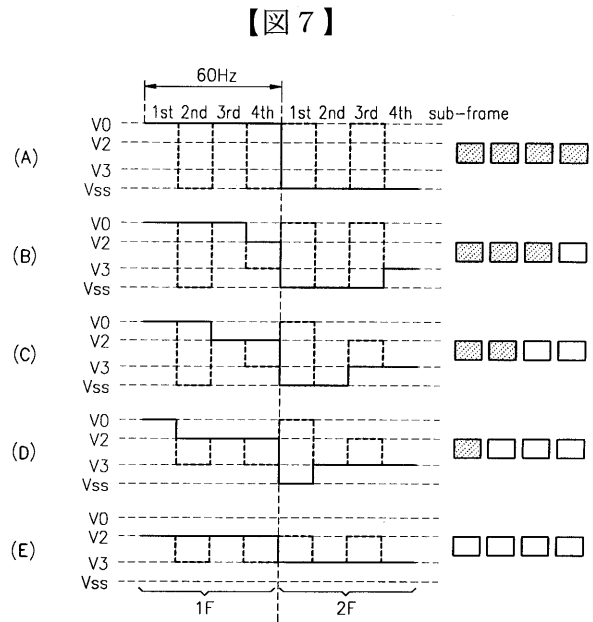 【図７】
60Hz
1st 2nd 3rd 4th 1st 2nd 3rd 4th sub-frame
(A)
V0
V2
V3
Vss
(B)
V0
V2
V3
Vss
(C)
V0
V2
V3
Vss
(D)
V0
V2
V3
Vss
(E)
V0
V2
V3
Vss
1F 2F